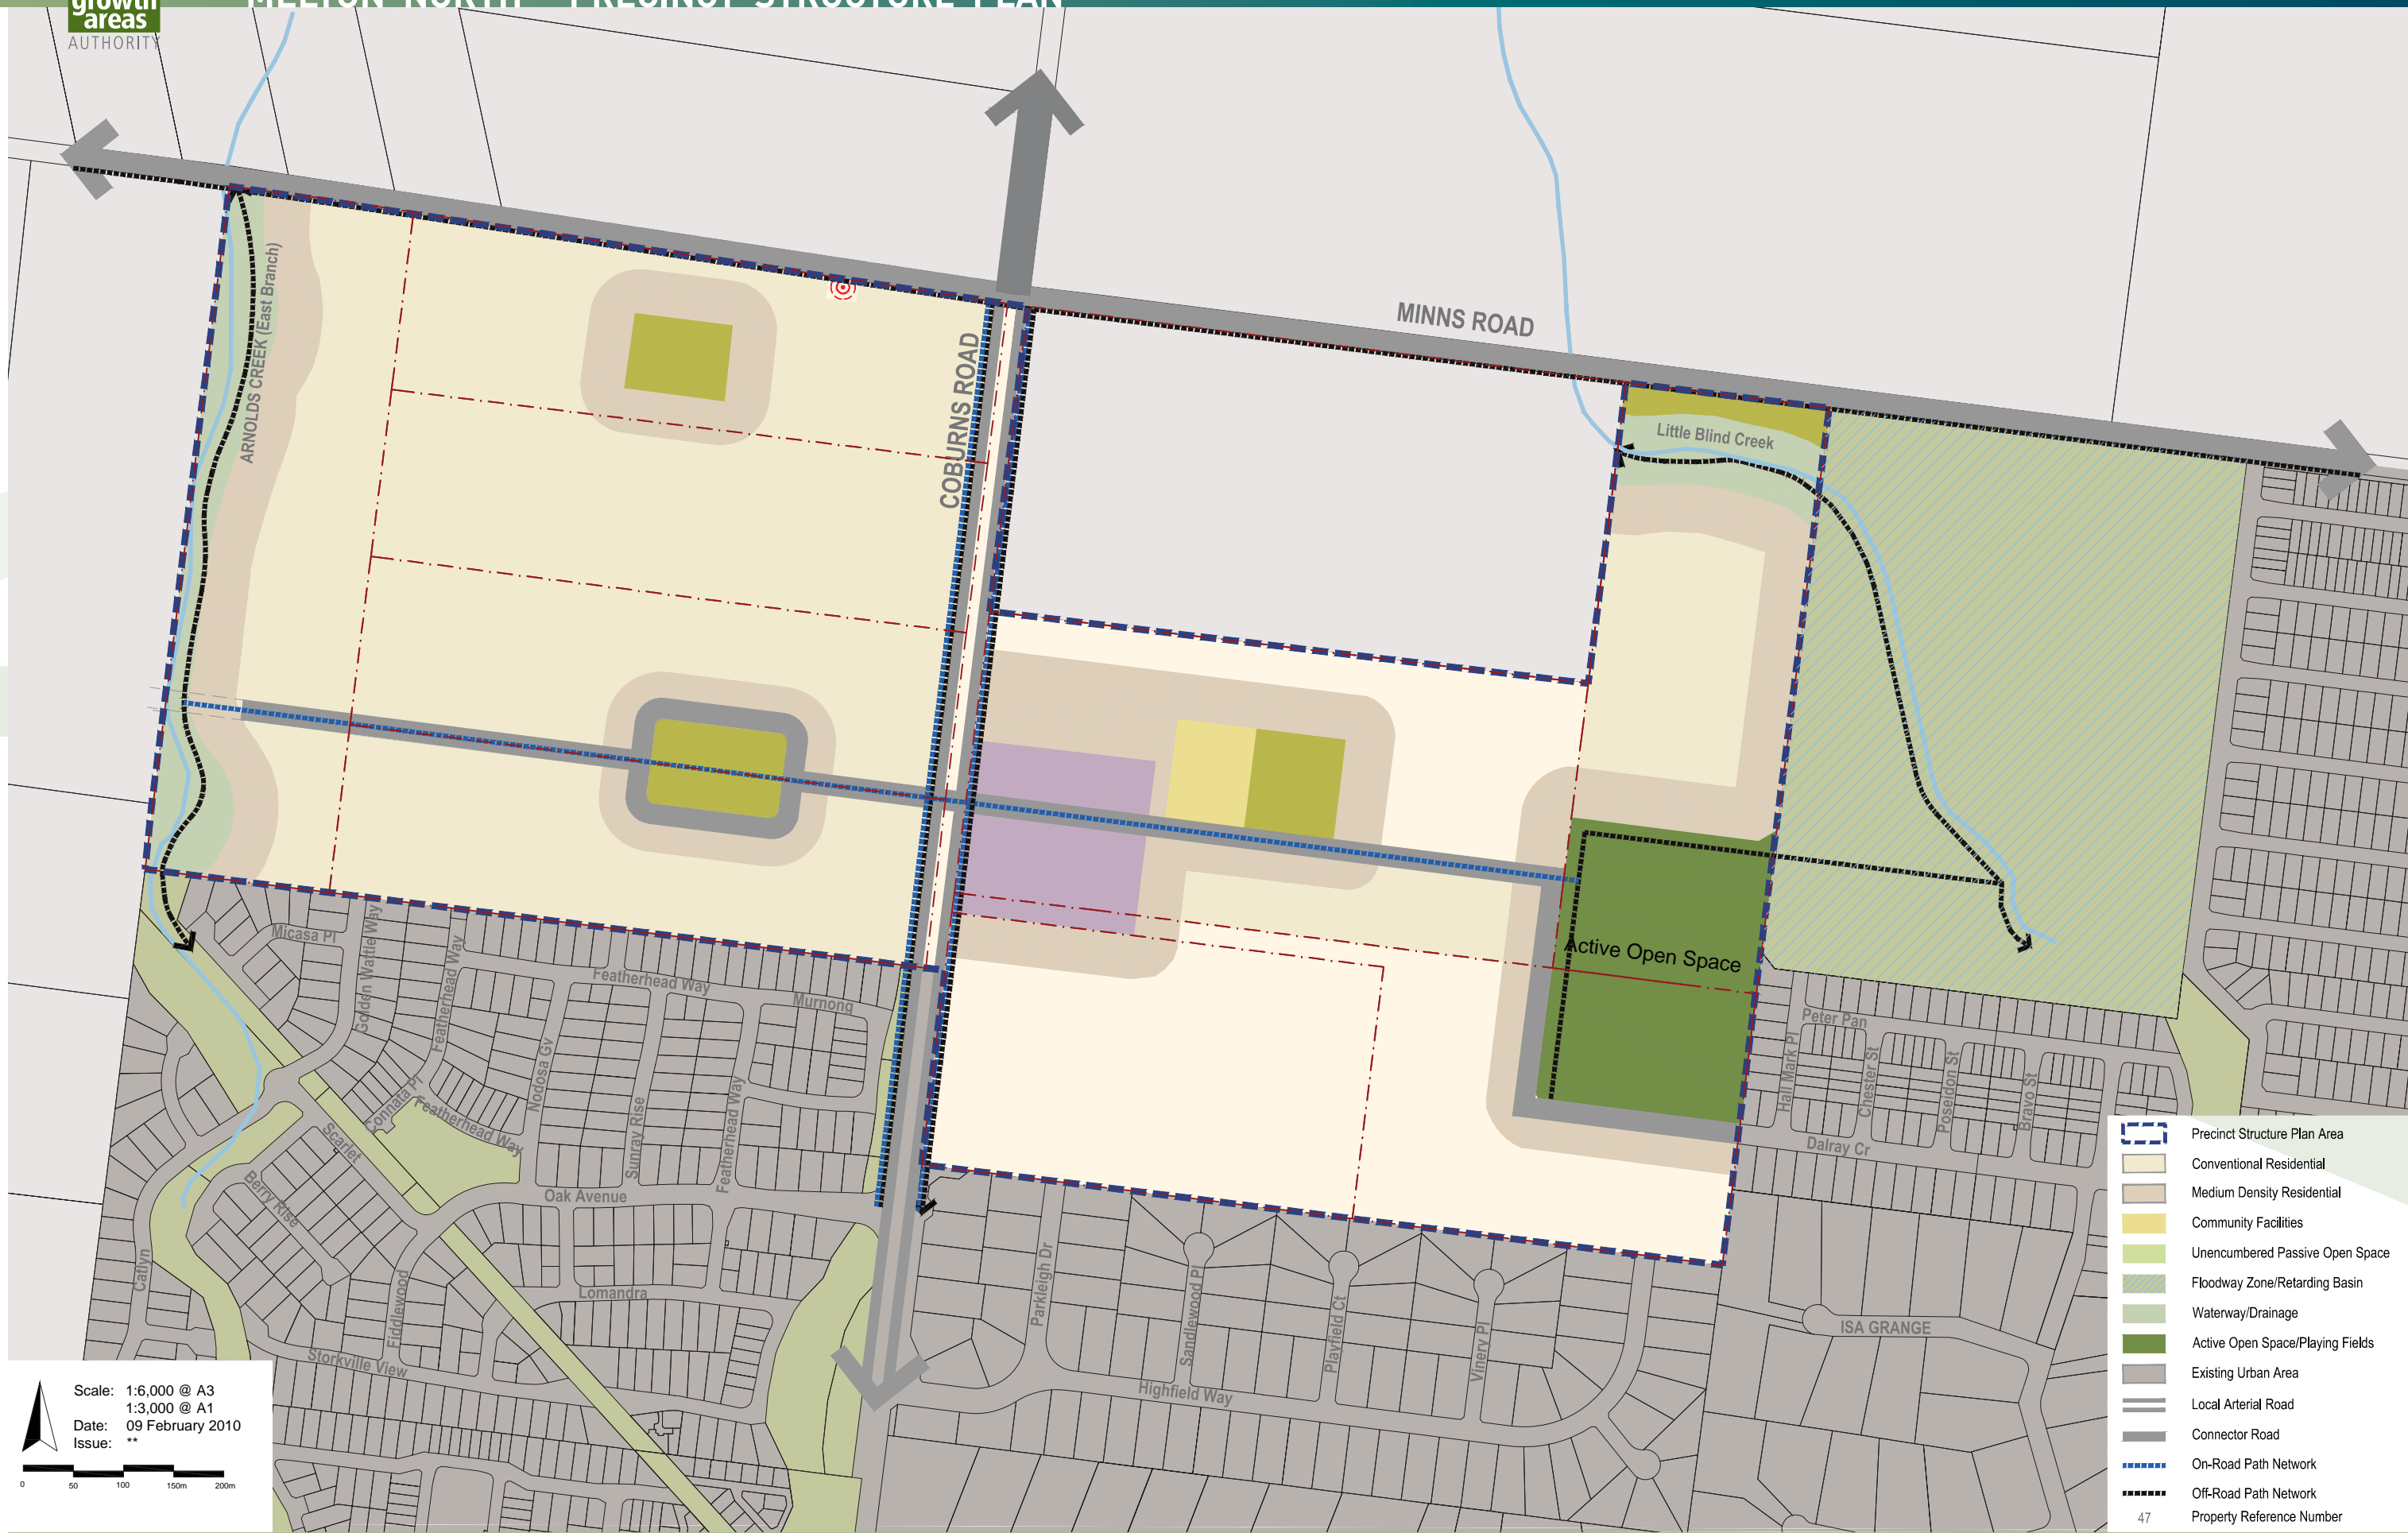 growth
areas
AUTHORITY
MELTON NORTH PRECINCT STRUCTURE PLAN
ARNOLDS CREEK (East Branch)
COBURNS ROAD
MINNS ROAD
Little Blind Creek
Active Open Space
Micasa Pl
Golden Wattle Way
Featherhead Way
Featherhead Way
Murnong
Nodosa Gv
Connata Pl
Featherhead Way
Sunray Rise
Featherhead Way
Scarlet
Berry Rise
Oak Avenue
Catlyn
Fiddlewood
Lomandra
Storkville View
Parkleigh Dr
Sandlewood Pl
Playfield Ct
Vinery Pl
Highfield Way
Peter Pan
Hall Mark Pl
Chester St
Poseidon St
Bravo St
Dalray Cr
ISA GRANGE
Scale: 1:6,000 @ A3
1:3,000 @ A1
Date: 09 February 2010
Issue: **
0 50 100 150m 200m
Precinct Structure Plan Area
Conventional Residential
Medium Density Residential
Community Facilities
Unencumbered Passive Open Space
Floodway Zone/Retarding Basin
Waterway/Drainage
Active Open Space/Playing Fields
Existing Urban Area
Local Arterial Road
Connector Road
On-Road Path Network
Off-Road Path Network
47 Property Reference Number